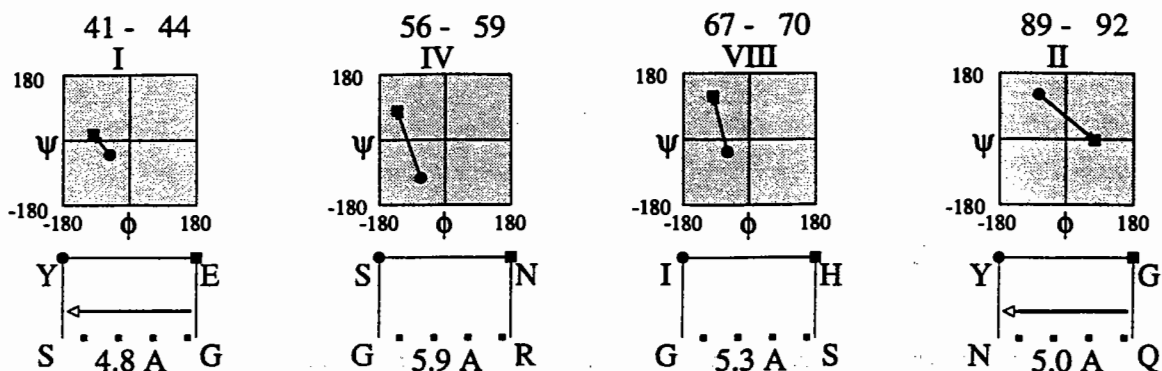 41 - 44 56 - 59 67 - 70 89 - 92
I IV VIII II
180 180 180 180
Ψ Ψ Ψ Ψ
-180 -180 -180 -180
-180 ϕ 180 -180 ϕ 180 -180 ϕ 180 -180 ϕ 180
Y E S N I H Y G
S 4.8 A G G 5.9 A R G 5.3 A S N 5.0 A Q